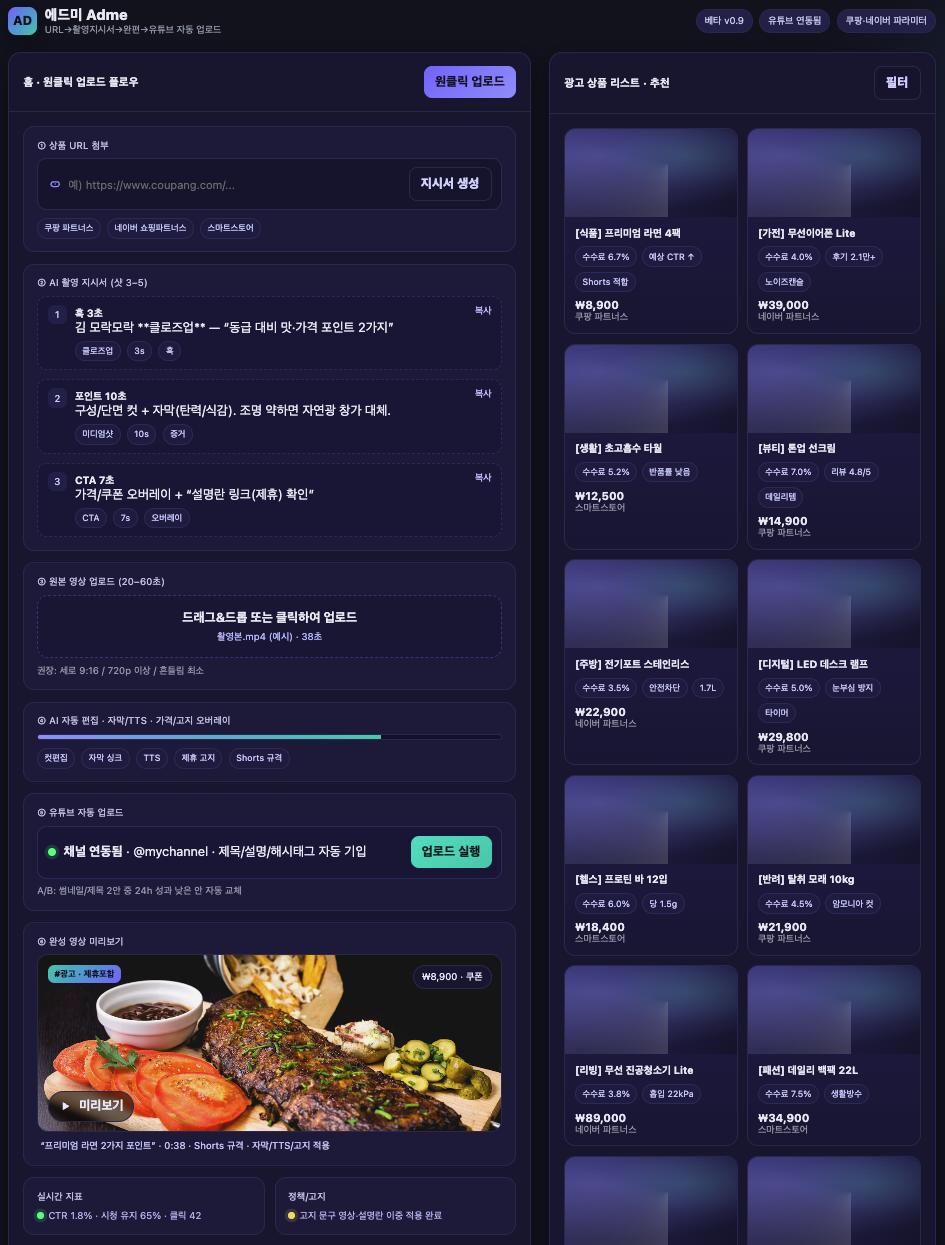 AD
에드미 Adme
URL→촬영지시서→완편→유튜브 자동 업로드
베타 v0.9
유튜브 연동됨
쿠팡·네이버 파라미터
홈 · 원클릭 업로드 플로우
원클릭 업로드
① 상품 URL 첨부
예) https://www.coupang.com/...
지시서 생성
쿠팡 파트너스
네이버 쇼핑파트너스
스마트스토어
② AI 촬영 지시서 (샷 3–5)
1
훅 3초
복사
김 모락모락 **클로즈업** — “동급 대비 맛·가격 포인트 2가지”
클로즈업
3s
훅
2
포인트 10초
복사
구성/단면 컷 + 자막(탄력/식감). 조명 약하면 자연광 창가 대체.
미디엄샷
10s
증거
3
CTA 7초
복사
가격/쿠폰 오버레이 + “설명란 링크(제휴) 확인”
CTA
7s
오버레이
③ 원본 영상 업로드 (20–60초)
드래그&드롭 또는 클릭하여 업로드
촬영본.mp4 (예시) · 38초
권장: 세로 9:16 / 720p 이상 / 흔들림 최소
④ AI 자동 편집 · 자막/TTS · 가격/고지 오버레이
컷편집
자막 싱크
TTS
제휴 고지
Shorts 규격
⑤ 유튜브 자동 업로드
채널 연동됨 · @mychannel · 제목/설명/해시태그 자동 기입
업로드 실행
A/B: 썸네일/제목 2안 중 24h 성과 낮은 안 자동 교체
⑥ 완성 영상 미리보기
#광고 · 제휴포함
₩8,900 · 쿠폰
미리보기
“프리미엄 라면 2가지 포인트” · 0:38 · Shorts 규격 · 자막/TTS/고지 적용
실시간 지표
CTR 1.8% · 시청 유지 65% · 클릭 42
정책/고지
고지 문구 영상·설명란 이중 적용 완료
광고 상품 리스트 · 추천
필터
[식품] 프리미엄 라면 4팩
수수료 6.7%
예상 CTR ↑
Shorts 적합
₩8,900
쿠팡 파트너스
[가전] 무선이어폰 Lite
수수료 4.0%
후기 2.1만+
노이즈캔슬
₩39,000
네이버 파트너스
[생활] 초고흡수 타월
수수료 5.2%
반품률 낮음
₩12,500
스마트스토어
[뷰티] 톤업 선크림
수수료 7.0%
리뷰 4.8/5
데일리템
₩14,900
쿠팡 파트너스
[주방] 전기포트 스테인리스
수수료 3.5%
안전차단
1.7L
₩22,900
네이버 파트너스
[디지털] LED 데스크 램프
수수료 5.0%
눈부심 방지
타이머
₩29,800
쿠팡 파트너스
[헬스] 프로틴 바 12입
수수료 6.0%
당 1.5g
₩18,400
스마트스토어
[반려] 탈취 모래 10kg
수수료 4.5%
암모니아 컷
₩21,900
쿠팡 파트너스
[리빙] 무선 진공청소기 Lite
수수료 3.8%
흡입 22kPa
₩89,000
네이버 파트너스
[패션] 데일리 백팩 22L
수수료 7.5%
생활방수
₩34,900
스마트스토어